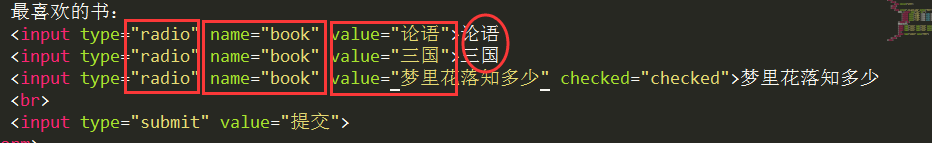 最喜欢的书:
<input type="radio" name="book" value="论语">论语
<input type="radio" name="book" value="三国">三国
<input type="radio" name="book" value="梦里花落知多少" checked="checked">梦里花落知多少
<br>
<input type="submit" value="提交">